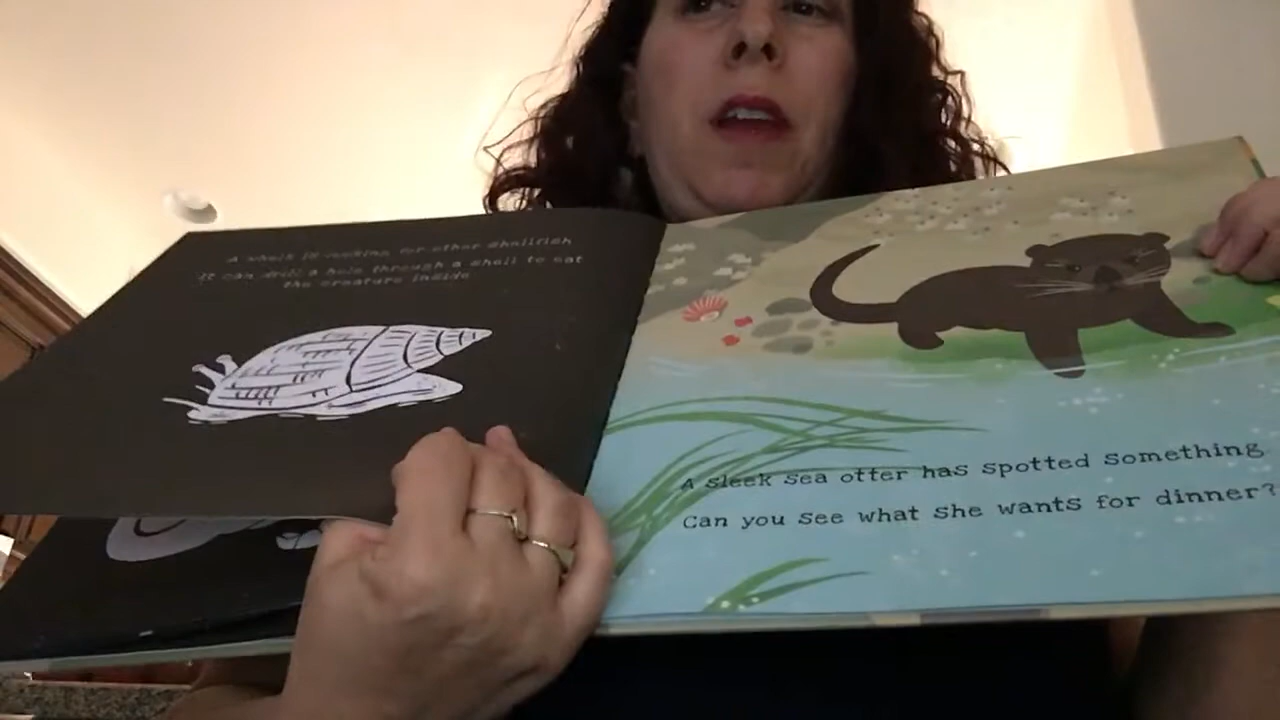 A whelk is looking for other shellfish
It can drill a hole through a shell to eat
the creature inside
A sleek sea otter has spotted something
Can you see what she wants for dinner?